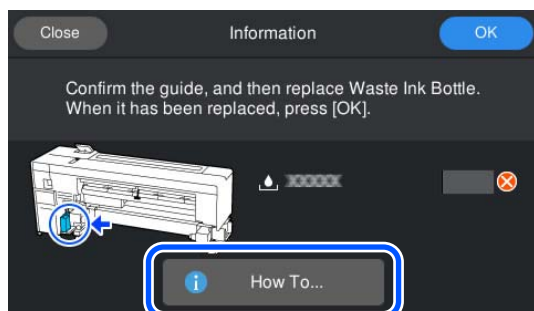 Close
Information
OK
Confirm the guide, and then replace Waste Ink Bottle.
When it has been replaced, press [OK].
XXXXX
How To...